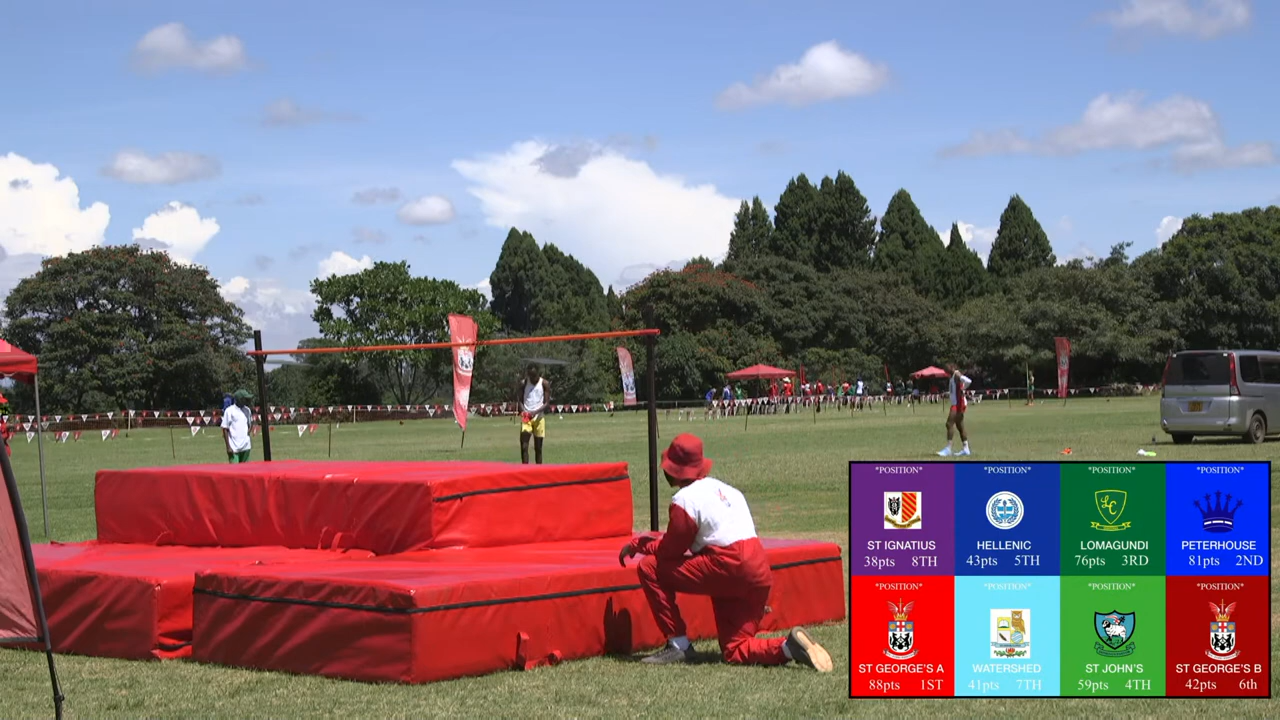 *POSITION*
ST IGNATIUS
38pts 8TH
*POSITION*
HELLENIC
43pts 5TH
*POSITION*
LC
LOMAGUNDI
76pts 3RD
*POSITION*
PETERHOUSE
81pts 2ND
*POSITION*
ST GEORGE'S A
88pts 1ST
*POSITION*
WATERSHED
41pts 7TH
*POSITION*
ST JOHN'S
59pts 4TH
*POSITION*
ST GEORGE'S B
42pts 6th